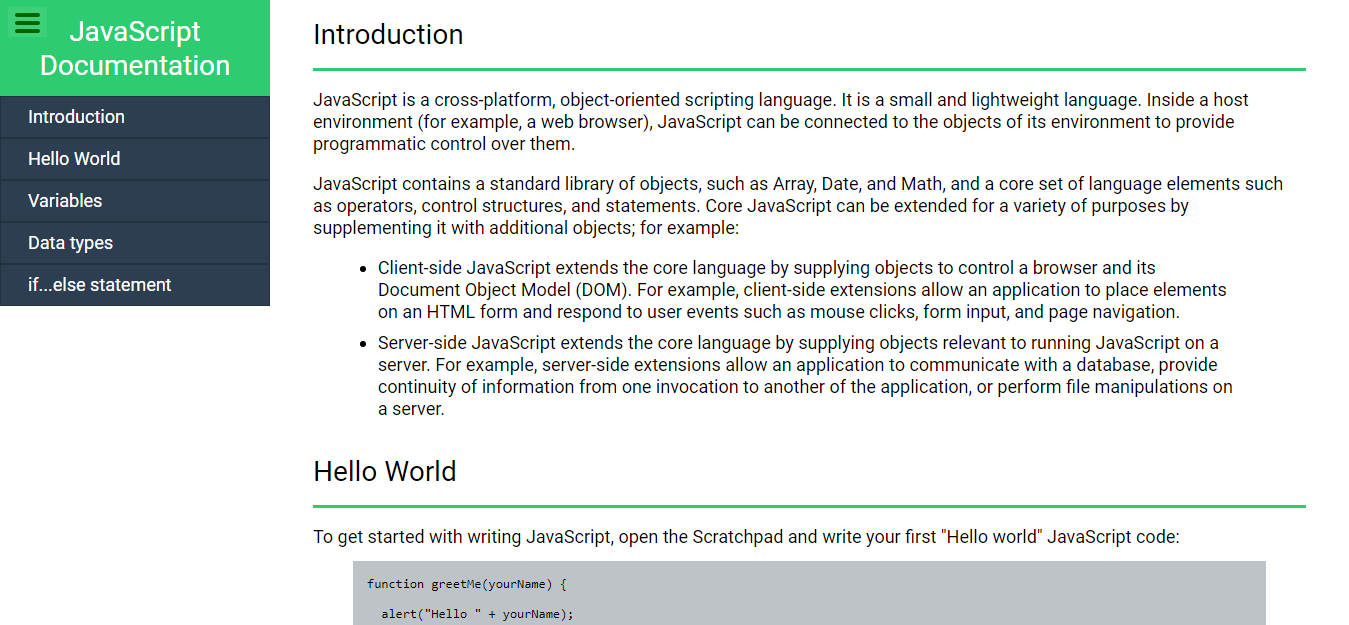 JavaScript
Documentation
Introduction
Hello World
Variables
Data types
if...else statement
Introduction
JavaScript is a cross-platform, object-oriented scripting language. It is a small and lightweight language. Inside a host
environment (for example, a web browser), JavaScript can be connected to the objects of its environment to provide
programmatic control over them.
JavaScript contains a standard library of objects, such as Array, Date, and Math, and a core set of language elements such
as operators, control structures, and statements. Core JavaScript can be extended for a variety of purposes by
supplementing it with additional objects; for example:
Client-side JavaScript extends the core language by supplying objects to control a browser and its
Document Object Model (DOM). For example, client-side extensions allow an application to place elements
on an HTML form and respond to user events such as mouse clicks, form input, and page navigation.
Server-side JavaScript extends the core language by supplying objects relevant to running JavaScript on a
server. For example, server-side extensions allow an application to communicate with a database, provide
continuity of information from one invocation to another of the application, or perform file manipulations on
a server.
Hello World
To get started with writing JavaScript, open the Scratchpad and write your first "Hello world" JavaScript code:
function greetMe(yourName) {
alert("Hello " + yourName);